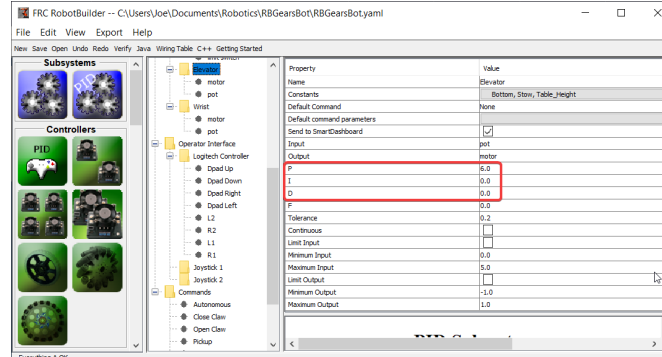 FRC RobotBuilder -- C:\Users\Joe\Documents\Robotics\RBGearsBot\RBGearsBot.yaml
File Edit View Export Help
New Save Open Undo Redo Verify Java Wiring Table C++ Getting Started
Subsystems
PID
Controllers
PID
Limit Switch
Elevator
motor
pot
Wrist
motor
pot
Operator Interface
Logitech Controller
Dpad Up
Dpad Down
Dpad Right
Dpad Left
L2
R2
L1
R1
Joystick 1
Joystick 2
Commands
Autonomous
Close Claw
Open Claw
Pickup
Property Value
Name Elevator
Constants Bottom, Stow, Table_Height
Default Command None
Default command parameters
Send to SmartDashboard
Input pot
Output motor
P 6.0
I 0.0
D 0.0
F 0.0
Tolerance 0.2
Continuous
Limit Input
Minimum Input 0.0
Maximum Input 5.0
Limit Output
Minimum Output -1.0
Maximum Output 1.0
Everything A OK